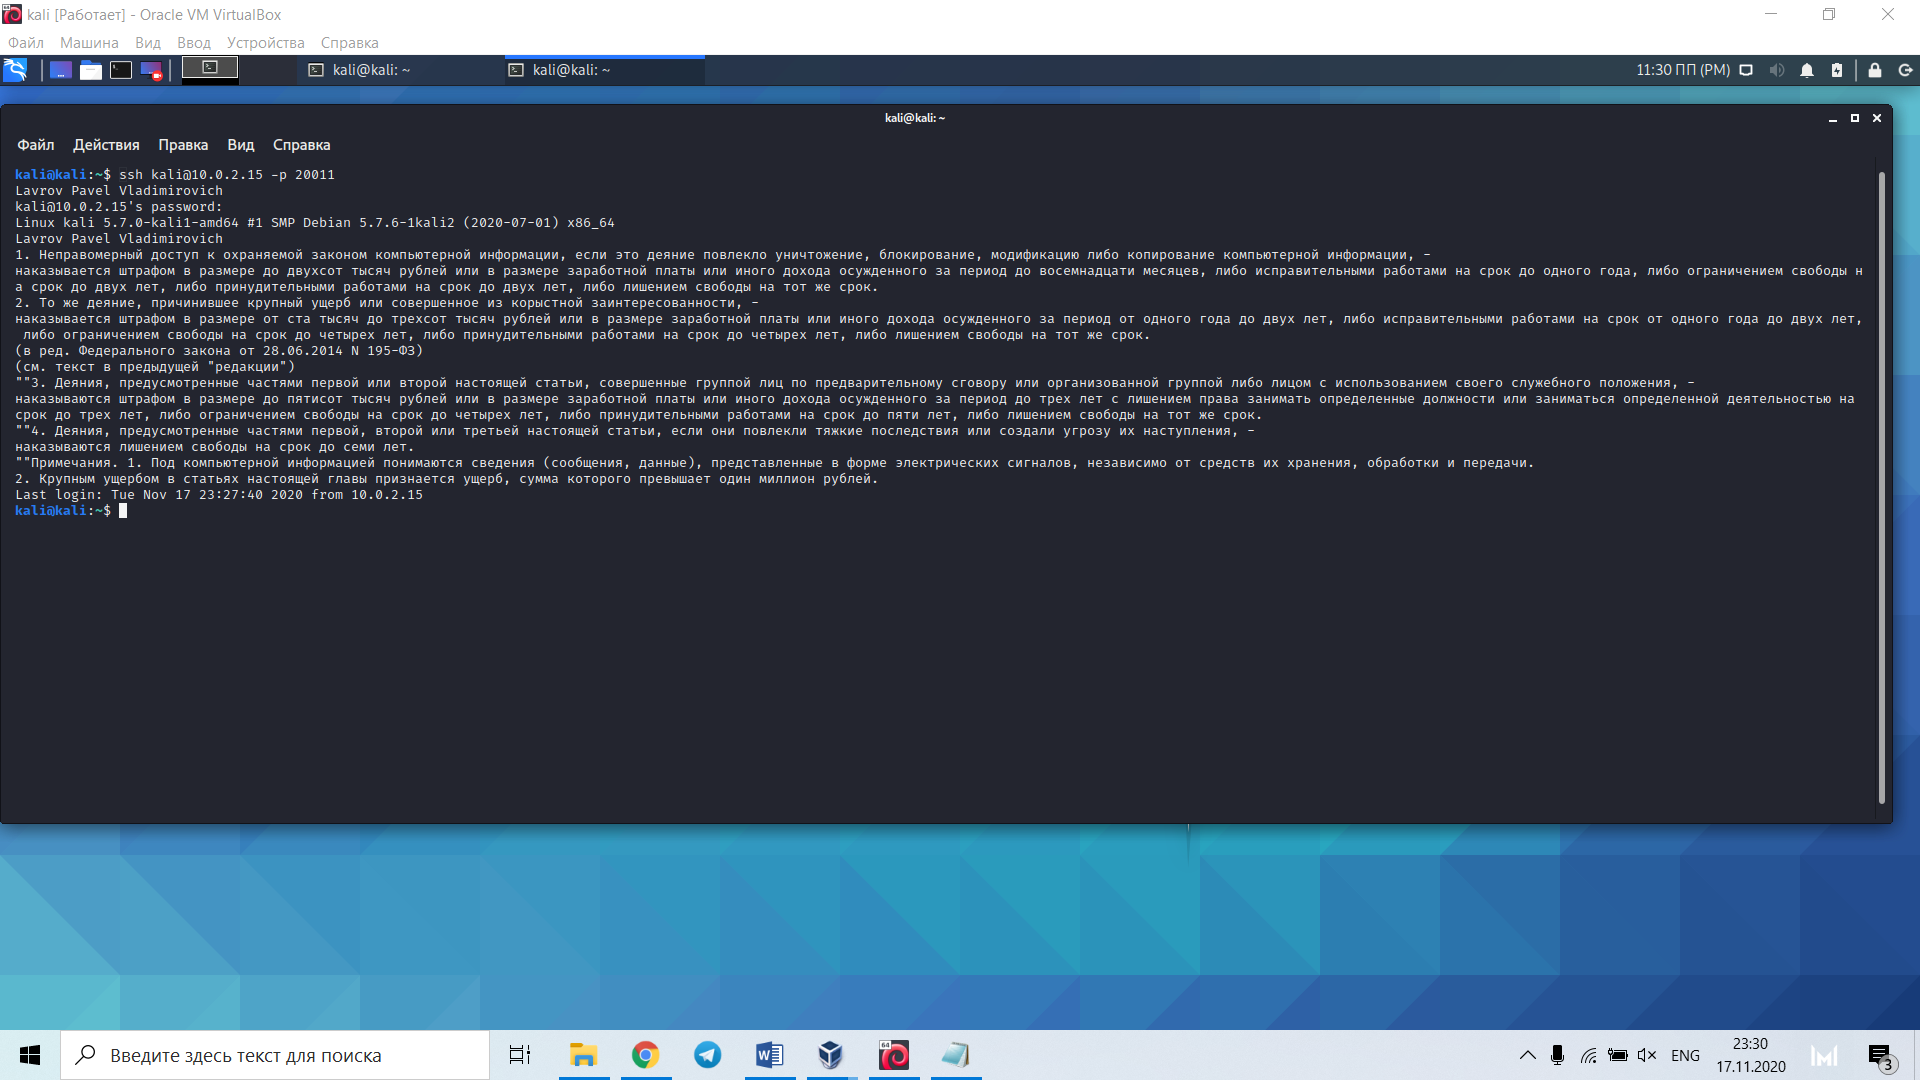 kali [Работает] - Oracle VM VirtualBox
Файл Машина Вид Ввод Устройства Справка
kali@kali: ~ kali@kali: ~ 11:30 ПП (PM)
kali@kali: ~
Файл Действия Правка Вид Справка
kali@kali:~$ ssh kali@10.0.2.15 -p 20011
Lavrov Pavel Vladimirovich
kali@10.0.2.15's password:
Linux kali 5.7.0-kali1-amd64 #1 SMP Debian 5.7.6-1kali2 (2020-07-01) x86_64
Lavrov Pavel Vladimirovich
1. Неправомерный доступ к охраняемой законом компьютерной информации, если это деяние повлекло уничтожение, блокирование, модификацию либо копирование компьютерной информации, -
наказывается штрафом в размере до двухсот тысяч рублей или в размере заработной платы или иного дохода осужденного за период до восемнадцати месяцев, либо исправительными работами на срок до одного года, либо ограничением свободы н
а срок до двух лет, либо принудительными работами на срок до двух лет, либо лишением свободы на тот же срок.
2. То же деяние, причинившее крупный ущерб или совершенное из корыстной заинтересованности, -
наказывается штрафом в размере от ста тысяч до трехсот тысяч рублей или в размере заработной платы или иного дохода осужденного за период от одного года до двух лет, либо исправительными работами на срок от одного года до двух лет,
либо ограничением свободы на срок до четырех лет, либо принудительными работами на срок до четырех лет, либо лишением свободы на тот же срок.
(в ред. Федерального закона от 28.06.2014 N 195-ФЗ)
(см. текст в предыдущей "редакции")
""3. Деяния, предусмотренные частями первой или второй настоящей статьи, совершенные группой лиц по предварительному сговору или организованной группой либо лицом с использованием своего служебного положения, -
наказываются штрафом в размере до пятисот тысяч рублей или в размере заработной платы или иного дохода осужденного за период до трех лет с лишением права занимать определенные должности или заниматься определенной деятельностью на
срок до трех лет, либо ограничением свободы на срок до четырех лет, либо принудительными работами на срок до пяти лет, либо лишением свободы на тот же срок.
""4. Деяния, предусмотренные частями первой, второй или третьей настоящей статьи, если они повлекли тяжкие последствия или создали угрозу их наступления, -
наказываются лишением свободы на срок до семи лет.
""Примечания. 1. Под компьютерной информацией понимаются сведения (сообщения, данные), представленные в форме электрических сигналов, независимо от средств их хранения, обработки и передачи.
2. Крупным ущербом в статьях настоящей главы признается ущерб, сумма которого превышает один миллион рублей.
Last login: Tue Nov 17 23:27:40 2020 from 10.0.2.15
kali@kali:~$
Введите здесь текст для поиска
ENG
23:30
17.11.2020
3